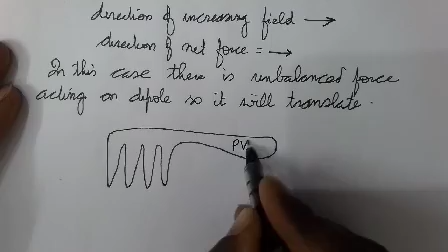 direction of increasing field →
direction of net force = →
In this case there is unbalanced force
acting on dipole so it will translate.
PV